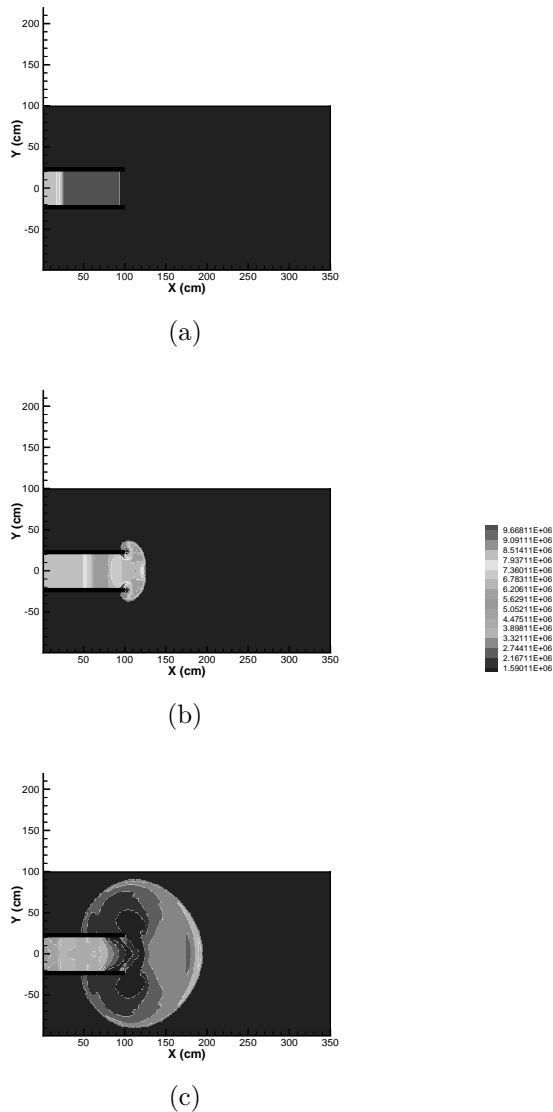 200
150
100
50
0
-50
Y (cm)
50 100 150 200 250 300 350
X (cm)
(a)
200
150
100
50
0
-50
Y (cm)
50 100 150 200 250 300 350
X (cm)
(b)
9.66811E+06
9.09111E+06
8.51411E+06
7.93711E+06
7.36011E+06
6.78311E+06
6.20611E+06
5.62911E+06
5.05211E+06
4.47511E+06
3.89811E+06
3.32111E+06
2.74411E+06
2.16711E+06
1.59011E+06
200
150
100
50
0
-50
Y (cm)
50 100 150 200 250 300 350
X (cm)
(c)